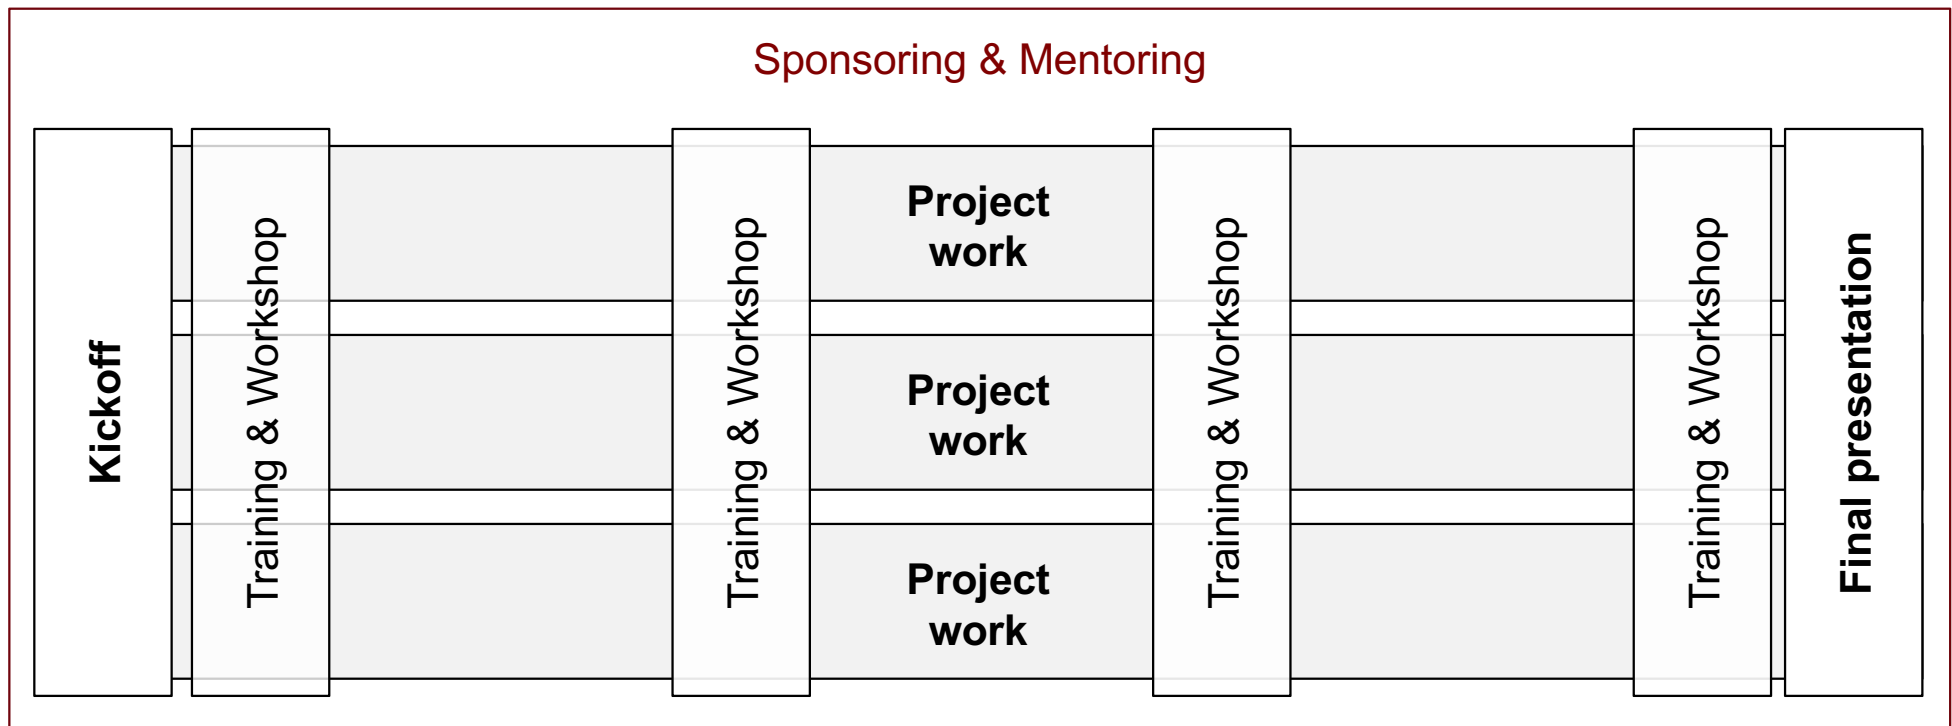 Sponsoring & Mentoring
Kickoff
Training & Workshop
Training & Workshop
Project
work
Project
work
Project
work
Training & Workshop
Training & Workshop
Final presentation